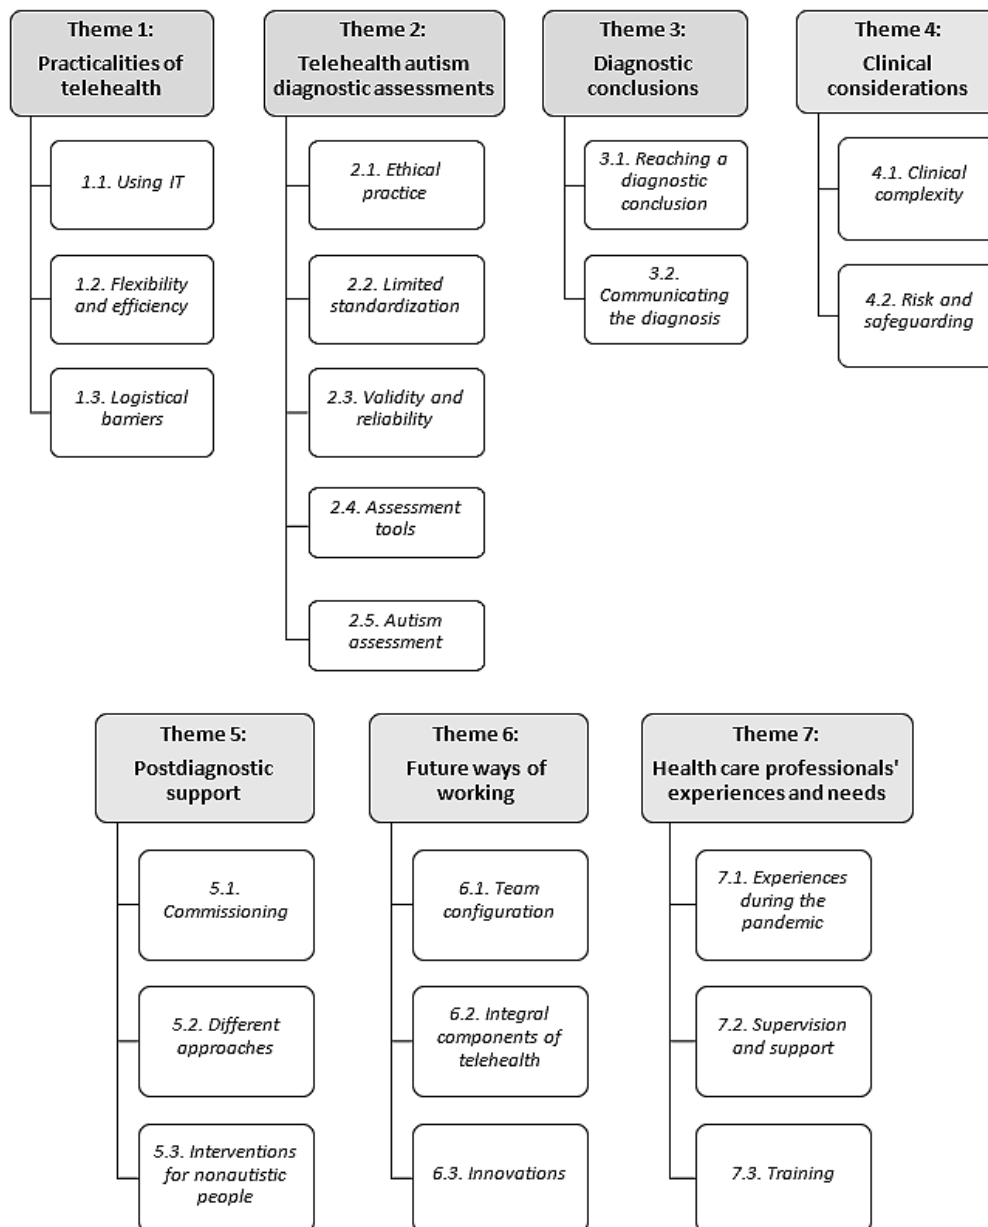 Theme 1:
Practicalities of
telehealth
1.1. Using IT
1.2. Flexibility
and efficiency
1.3. Logistical
barriers
Theme 2:
Telehealth autism
diagnostic assessments
2.1. Ethical
practice
2.2. Limited
standardization
2.3. Validity and
reliability
2.4. Assessment
tools
2.5. Autism
assessment
Theme 3:
Diagnostic
conclusions
3.1. Reaching a
diagnostic
conclusion
3.2.
Communicating
the diagnosis
Theme 4:
Clinical
considerations
4.1. Clinical
complexity
4.2. Risk and
safeguarding
Theme 5:
Postdiagnostic
support
5.1.
Commissioning
5.2. Different
approaches
5.3. Interventions
for nonautistic
people
Theme 6:
Future ways of
working
6.1. Team
configuration
6.2. Integral
components of
telehealth
6.3. Innovations
Theme 7:
Health care professionals'
experiences and needs
7.1. Experiences
during the
pandemic
7.2. Supervision
and support
7.3. Training